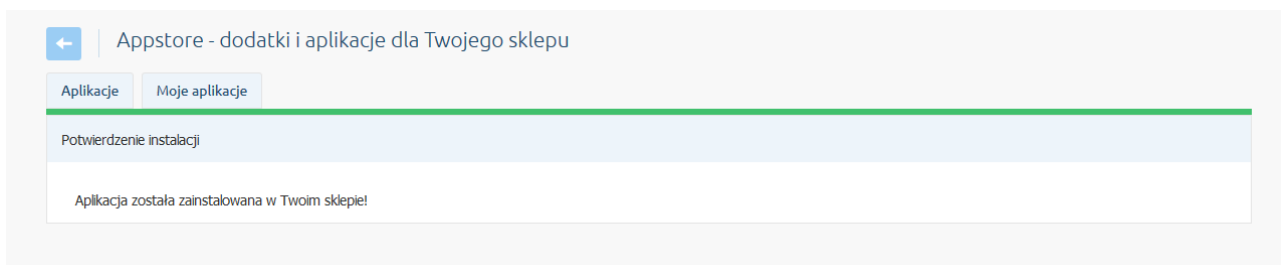 Appstore - dodatki i aplikacje dla Twojego sklepu
Aplikacje Moje aplikacje
Potwierdzenie instalacji
Aplikacja została zainstalowana w Twoim sklepie!